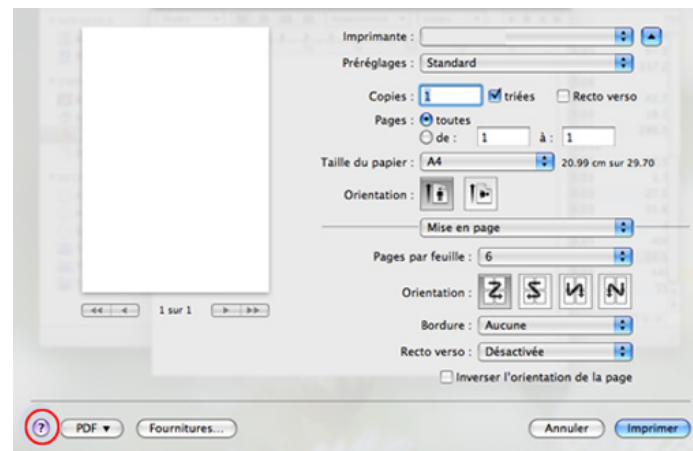 Imprimante :
Préréglages : Standard
Copies : 1 triées Recto verso
Pages : toutes
de : 1 à : 1
Taille du papier : A4 20.99 cm sur 29.70
Orientation :
Mise en page
Pages par feuille : 6
Orientation :
Bordure : Aucune
Recto verso : Désactivée
Inverser l'orientation de la page
1 sur 1
? PDF Fournitures... Annuler Imprimer